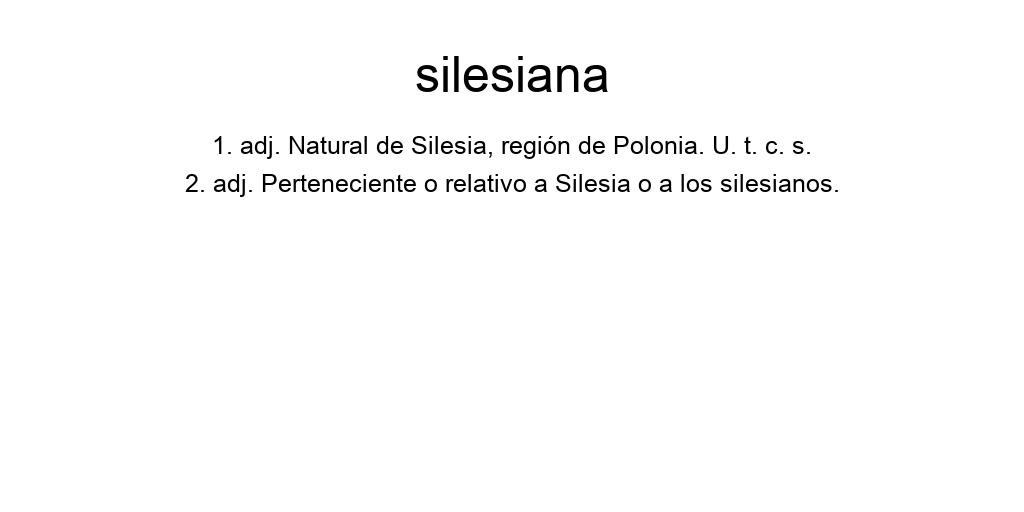 silesiana
1. adj. Natural de Silesia, región de Polonia. U. t. c. s.
2. adj. Perteneciente o relativo a Silesia o a los silesianos.